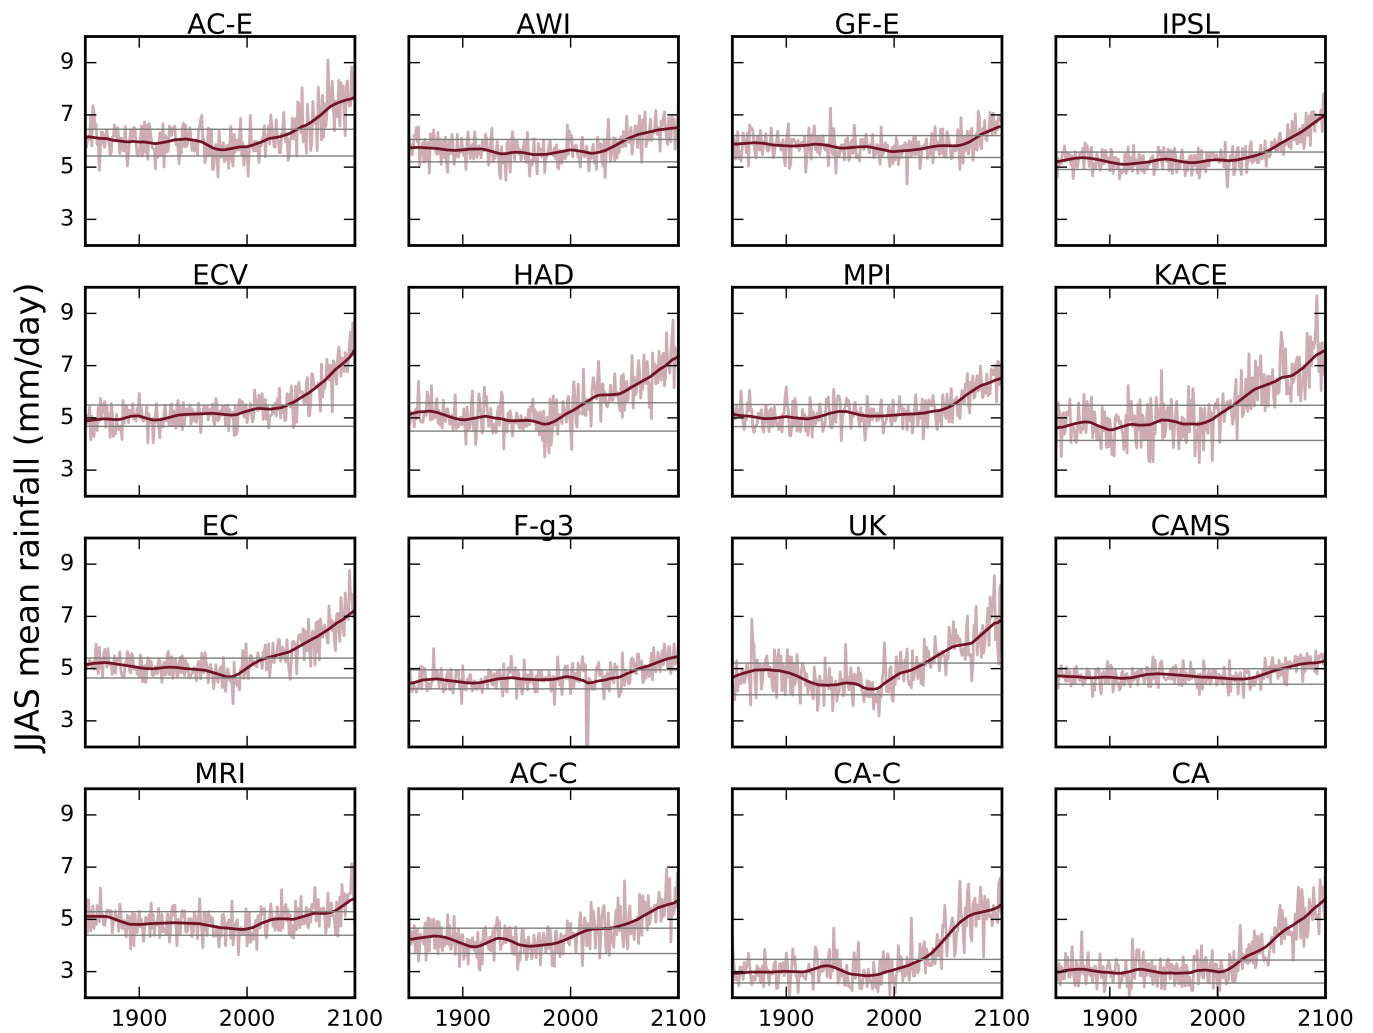 AC-E AWI GF-E IPSL
9
7
5
3
ECV HAD MPI KACE
9
7
5
3
EC F-g3 UK CAMS
9
7
5
3
MRI AC-C CA-C CA
9
7
5
3
1900 2000 2100 1900 2000 2100 1900 2000 2100 1900 2000 2100
JJAS mean rainfall (mm/day)